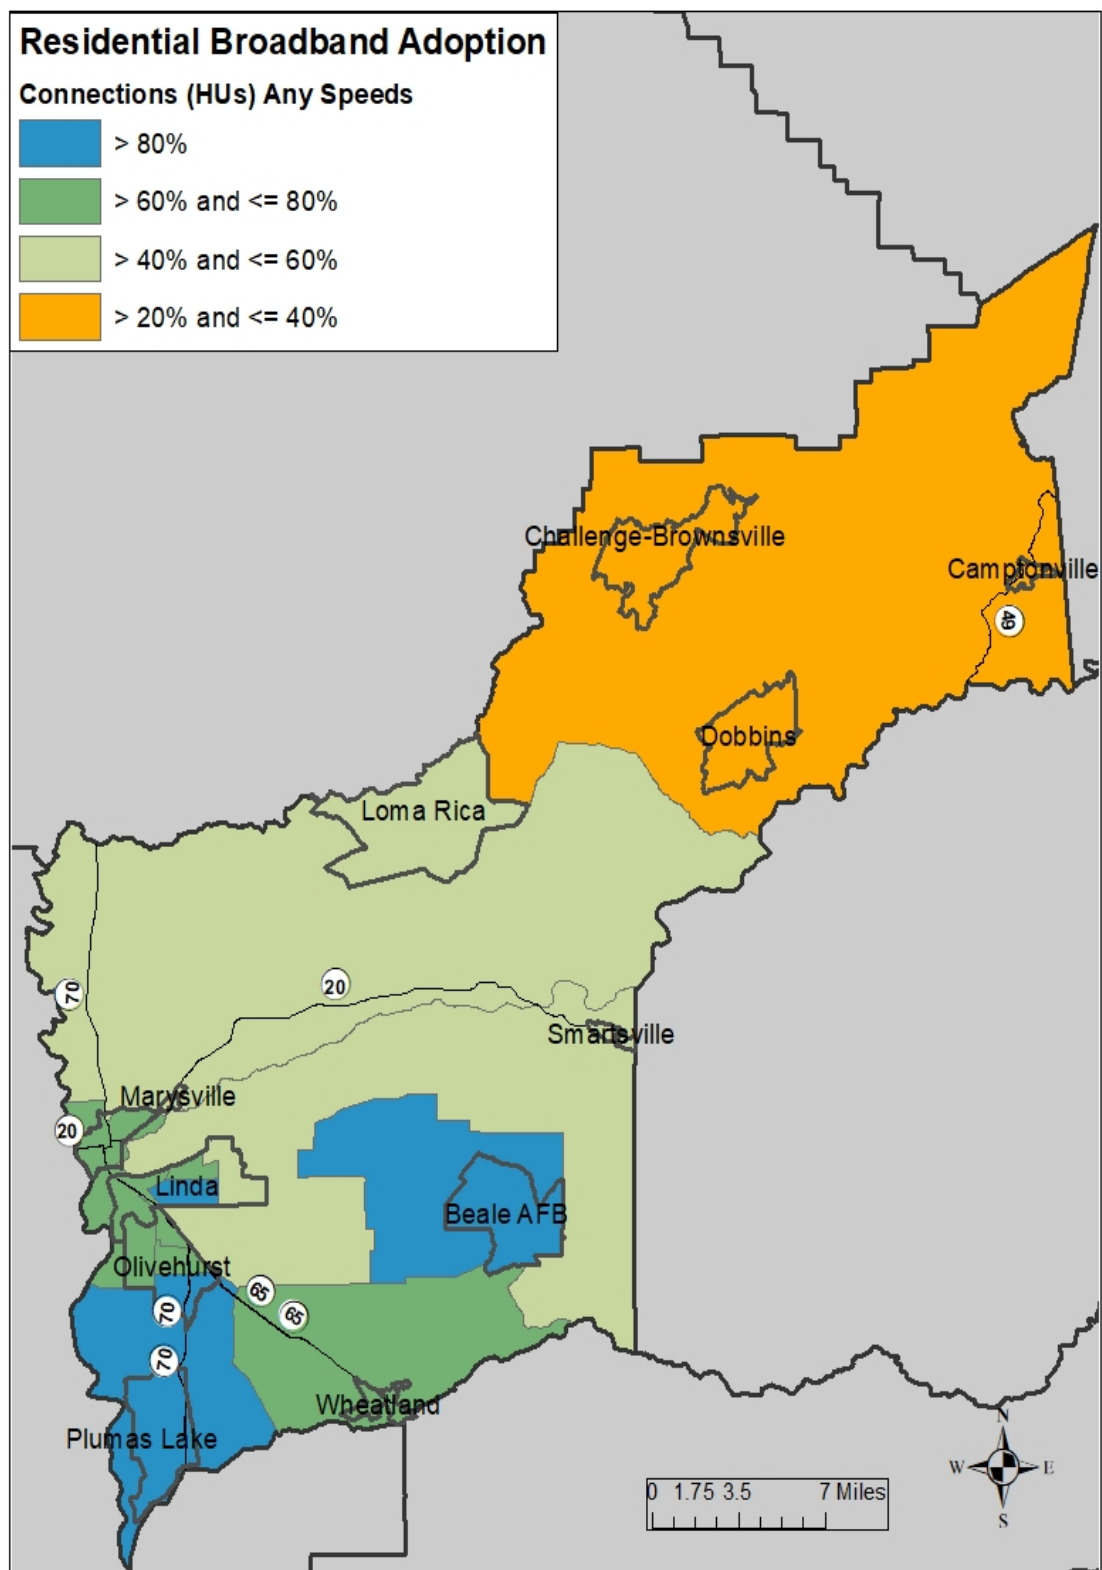 Residential Broadband Adoption
Connections (HUs) Any Speeds
> 80%
> 60% and <= 80%
> 40% and <= 60%
> 20% and <= 40%
Challenge-Brownsville
Camptonville
49
Dobbins
Loma Rica
20
70
Smartsville
Marysville
20
Linda
Beale AFB
Olivehurst
65
65
70
70
Wheatland
Plumas Lake
N
W E
S
0 1.75 3.5 7 Miles